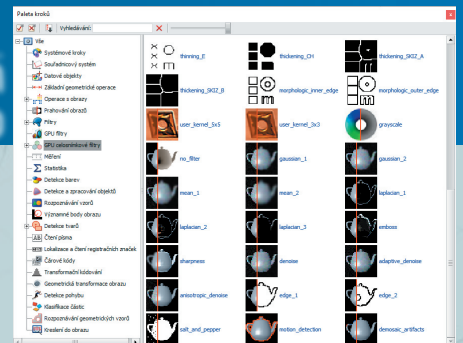 Paleta kroků
Vyhledávání:
Vše
Systémové kroky
Souřadnicový systém
Datové objekty
Základní geometrické operace
Operace s obrazy
Prahování obrazů
Filtry
GPU filtry
GPU celosnímkové filtry
Měření
Statistika
Detekce barev
Detekce a zpracování objektů
Rozpoznávání vzorů
Významné body obrazu
Detekce tvarů
Čtení písma
Lokalizace a čtení registračních značek
Čárové kódy
Transformační kódování
Geometrická transformace obrazu
Detekce pohybu
Klasifikace částic
Rozpoznávání geometrických vzorů
Kreslení do obrazu
thinning_E thickening_CH thickening_SKIZ_A
thickening_SKIZ_B morphologic_inner_edge morphologic_outer_edge
user_kernel_5x5 user_kernel_3x3 grayscale
no_filter gaussian_1 gaussian_2
mean_1 mean_2 laplacian_1
laplacian_2 laplacian_3 emboss
sharpness denoise adaptive_denoise
anisotropic_denoise edge_1 edge_2
salt_and_pepper motion_detection demosaic_artifacts